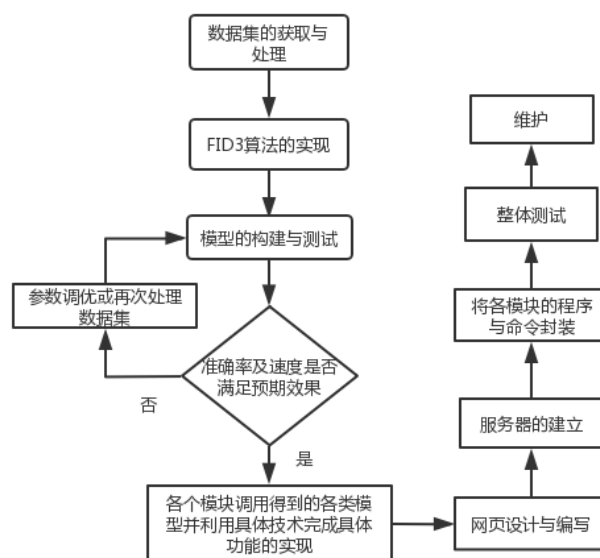 数据集的获取与
处理
FID3算法的实现
模型的构建与测试
参数调优或再次处理
数据集
准确率及速度是否
满足预期效果
否
是
各个模块调用得到的各类模
型并利用具体技术完成具体
功能的实现
网页设计与编写
服务器的建立
将各模块的程序
与命令封装
整体测试
维护